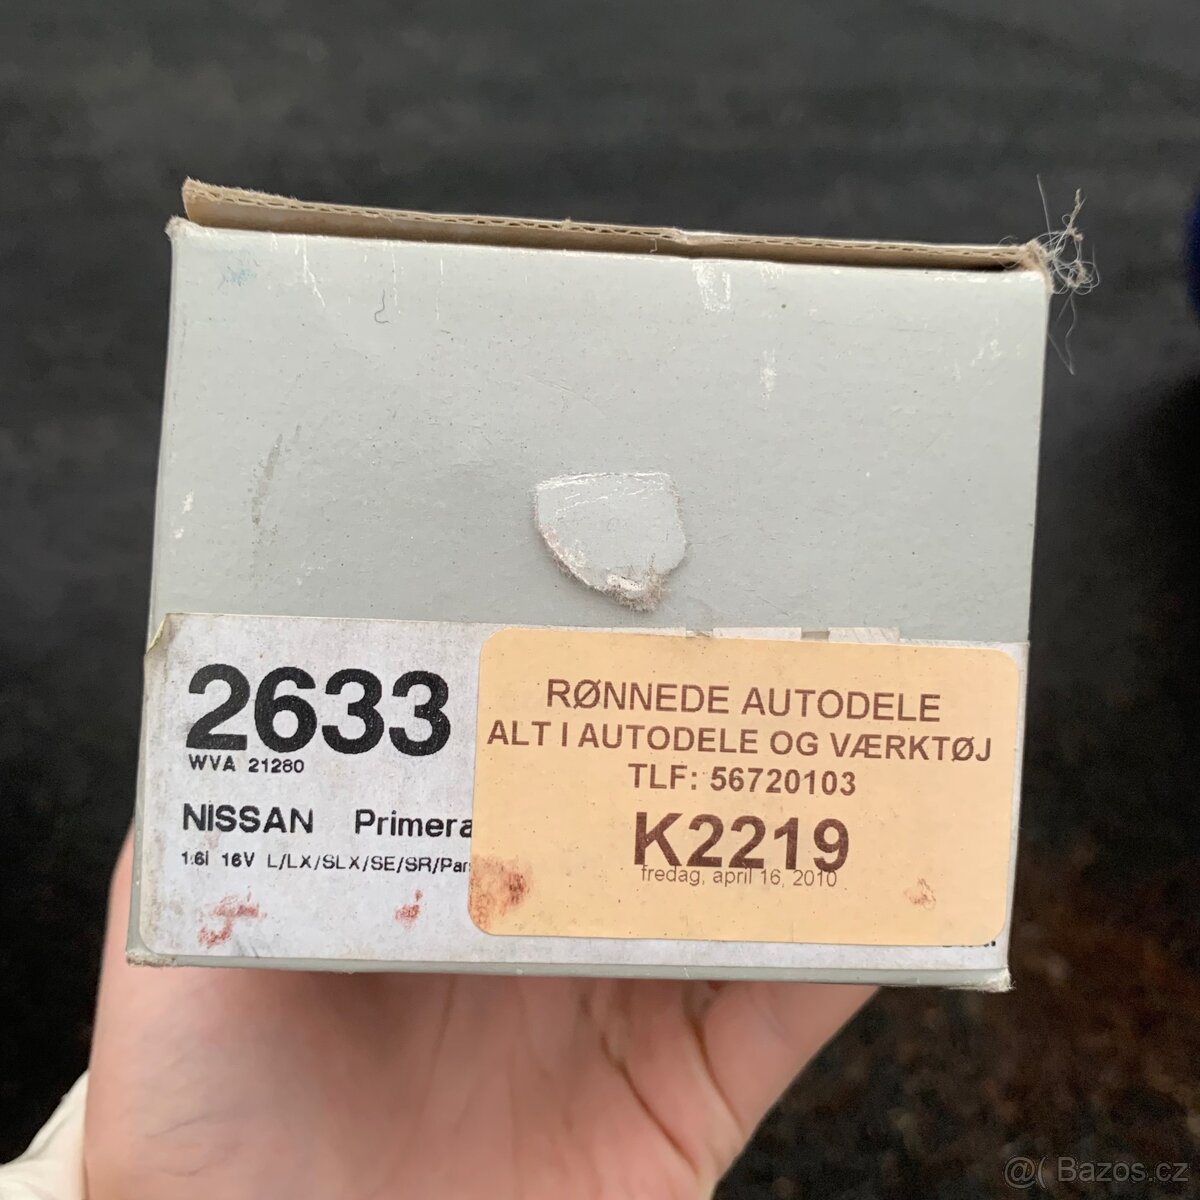 2633
WVA 21280
NISSAN Primera
1.6i 16V L/LX/SLX/SE/SR/Par
RØNNEDE AUTODELE
ALT I AUTODELE OG VÆRKTØJ
TLF: 56720103
K2219
fredag, april 16, 2010
@( Bazos.cz